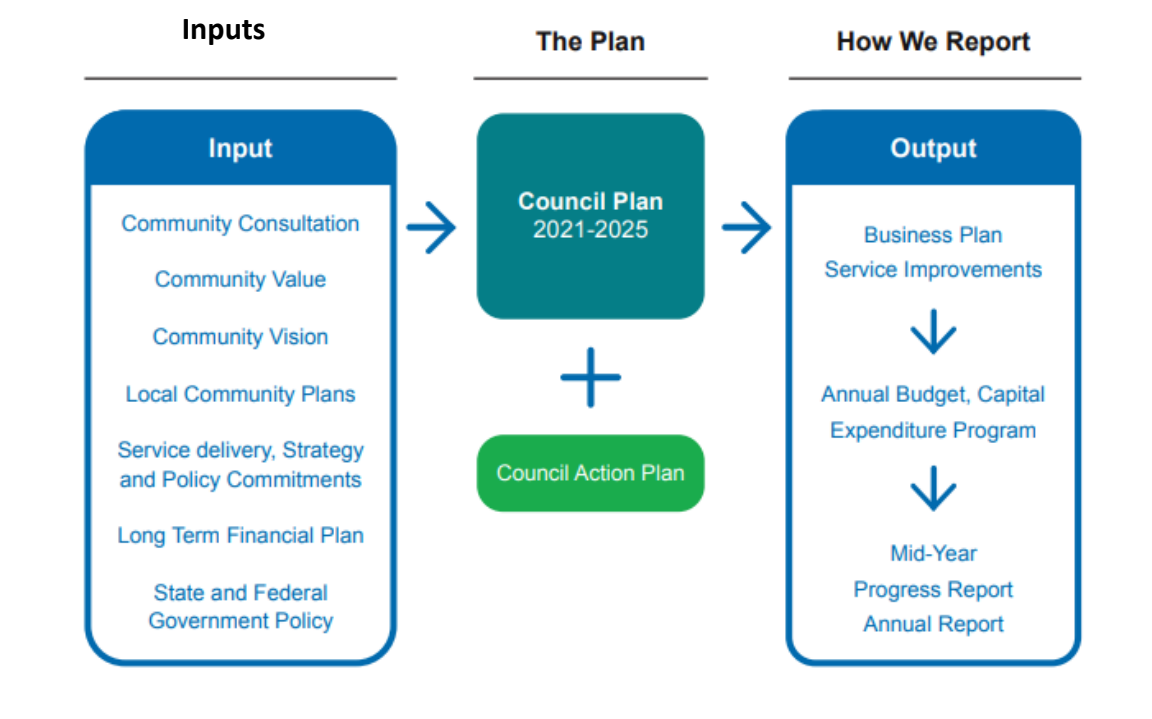 Inputs
The Plan
How We Report
Input
Community Consultation
Community Value
Community Vision
Local Community Plans
Service delivery, Strategy
and Policy Commitments
Long Term Financial Plan
State and Federal
Government Policy
Council Plan
2021-2025
Council Action Plan
Output
Business Plan
Service Improvements
Annual Budget, Capital
Expenditure Program
Mid-Year
Progress Report
Annual Report